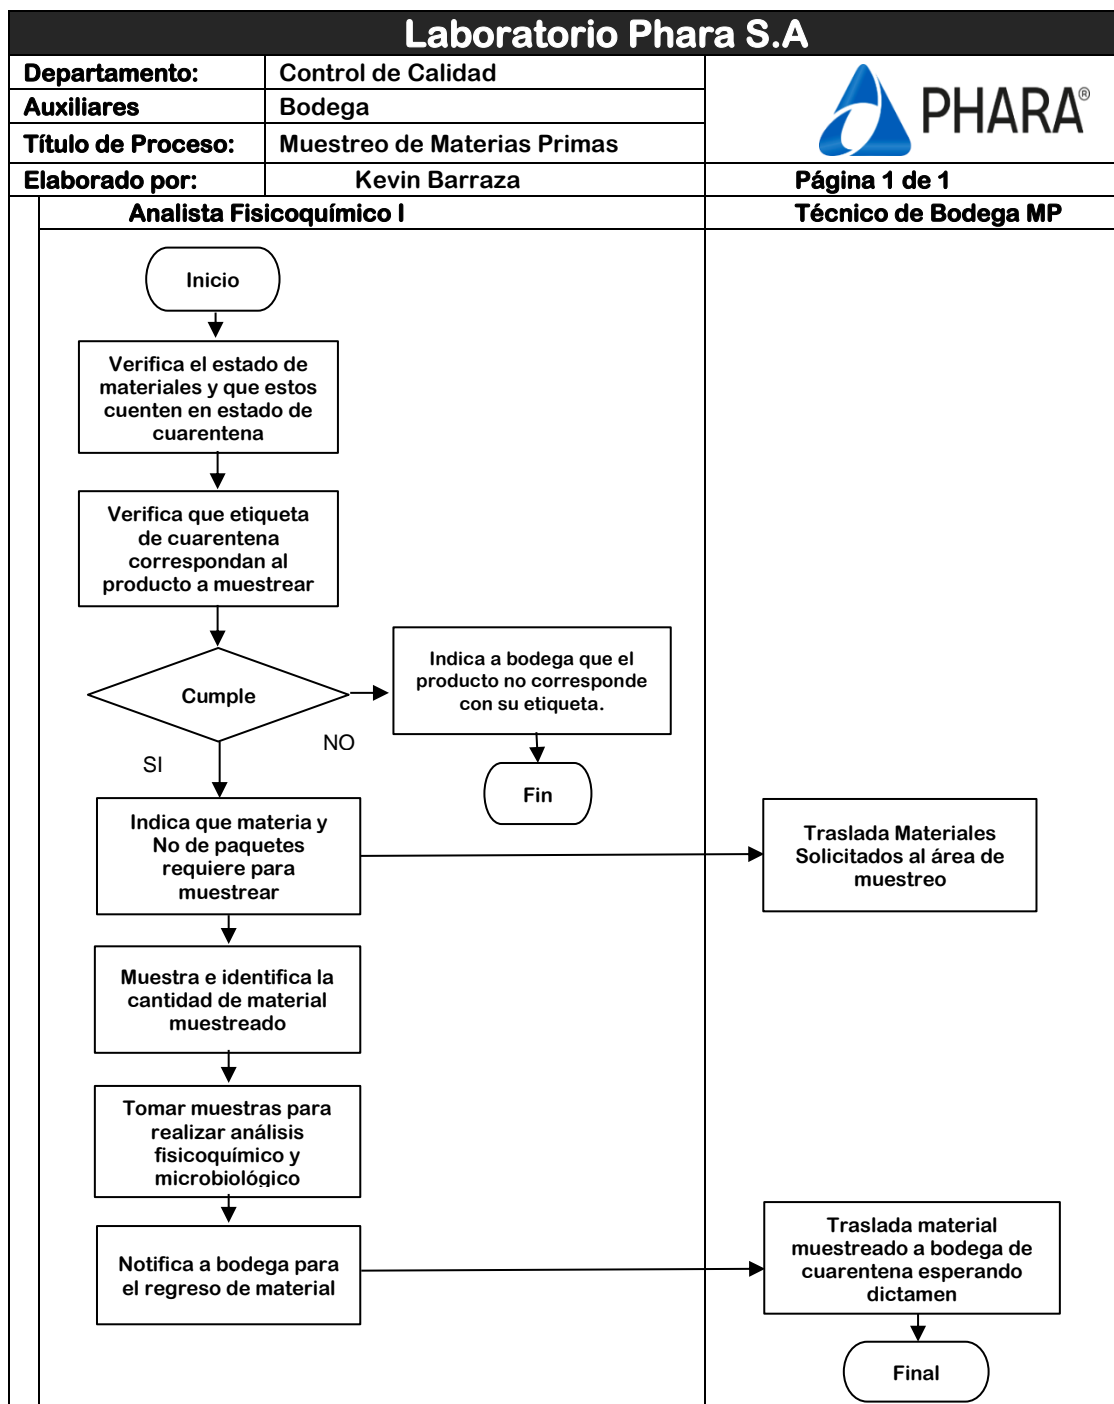 Laboratorio Phara S.A
Departamento:
Control de Calidad
Auxiliares
Bodega
PHARA®
Título de Proceso:
Muestreo de Materias Primas
Elaborado por:
Kevin Barraza
Página 1 de 1
Analista Fisicoquímico I
Técnico de Bodega MP
Inicio
Verifica el estado de
materiales y que estos
cuenten en estado de
cuarentena
Verifica que etiqueta
de cuarentena
correspondan al
producto a muestrear
Cumple
NO
Indica a bodega que el
producto no corresponde
con su etiqueta.
Fin
SI
Indica que materia y
No de paquetes
requiere para
muestrear
Traslada Materiales
Solicitados al área de
muestreo
Muestra e identifica la
cantidad de material
muestreado
Tomar muestras para
realizar análisis
fisicoquímico y
microbiológico
Notifica a bodega para
el regreso de material
Traslada material
muestreado a bodega de
cuarentena esperando
dictamen
Final